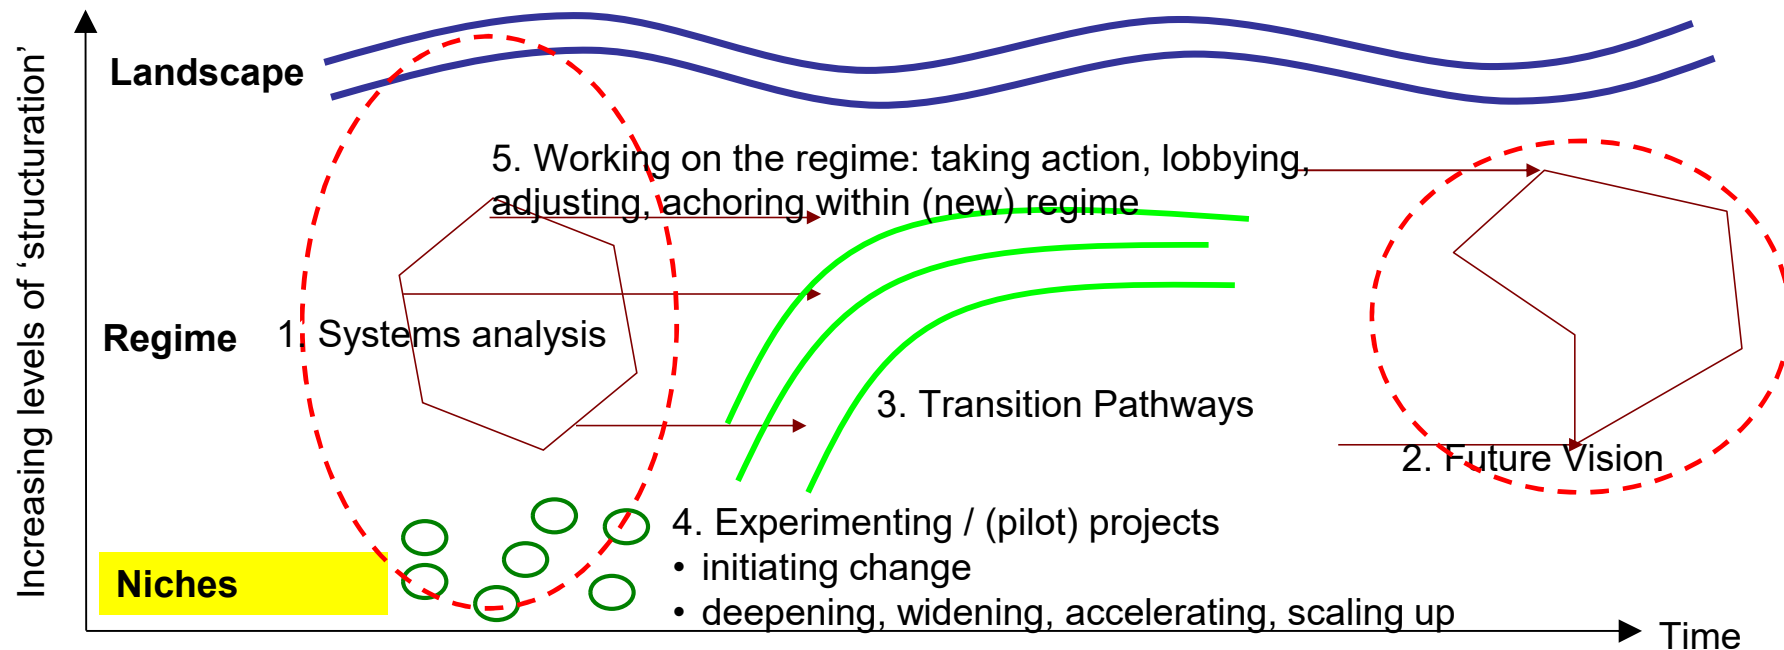 Increasing levels of ‘structuration’
Landscape
5. Working on the regime: taking action, lobbying,
adjusting, achoring within (new) regime
Regime
1. Systems analysis
3. Transition Pathways
2. Future Vision
4. Experimenting / (pilot) projects
• initiating change
• deepening, widening, accelerating, scaling up
Niches
Time